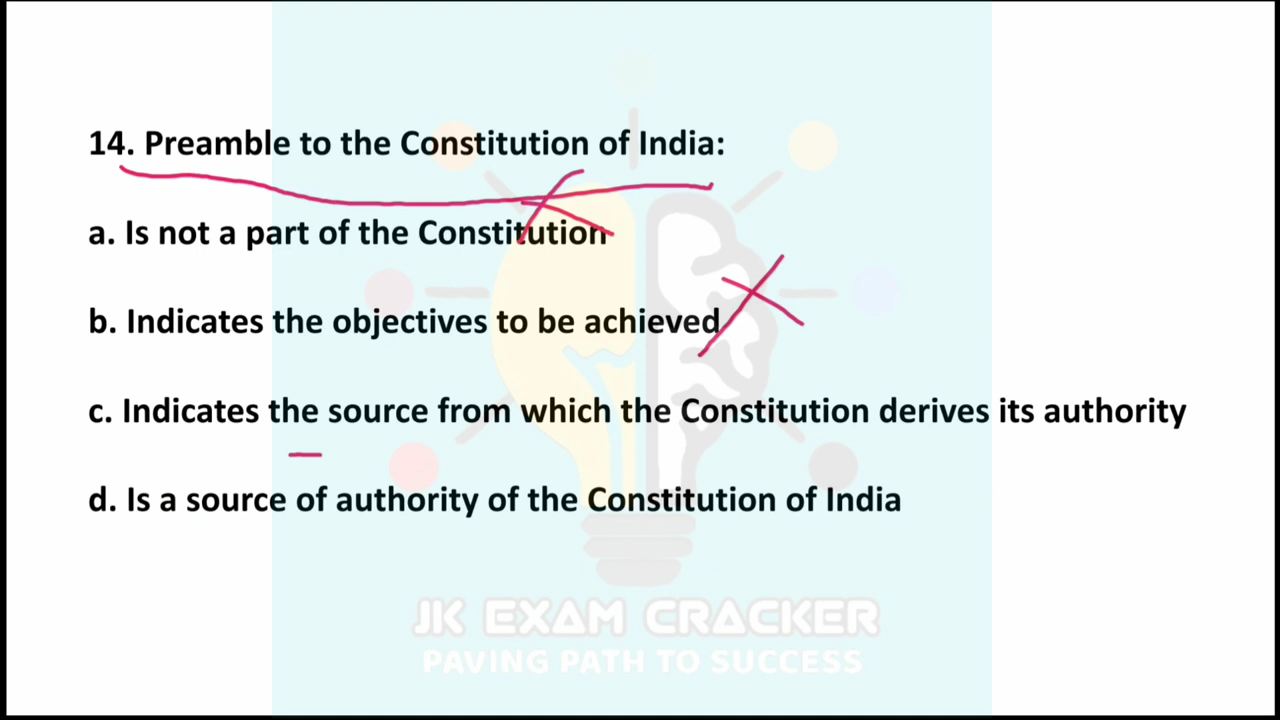 14. Preamble to the Constitution of India:
a. Is not a part of the Constitution
b. Indicates the objectives to be achieved
c. Indicates the source from which the Constitution derives its authority
d. Is a source of authority of the Constitution of India
JK EXAM CRACKER
PAVING PATH TO SUCCESS